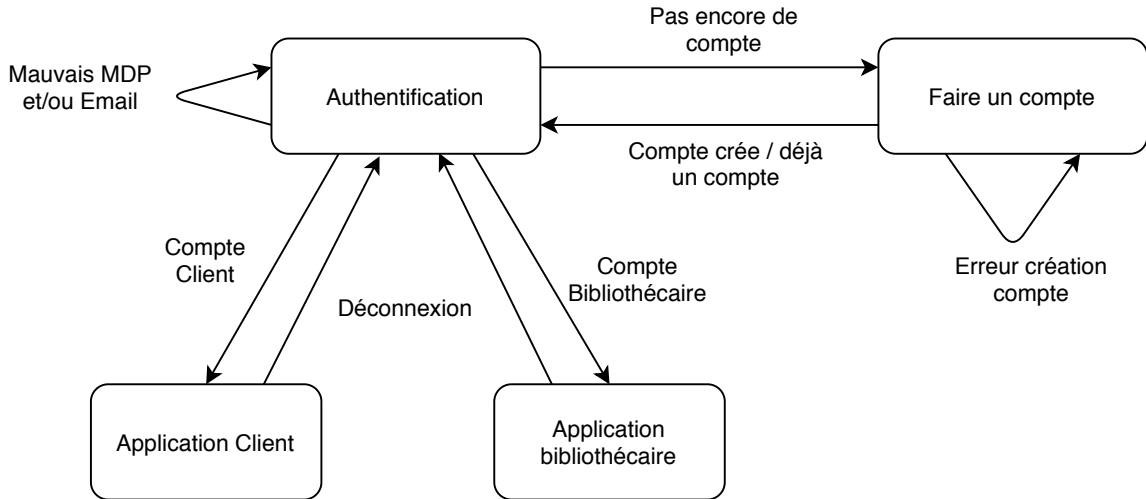 Pas encore de
compte
Mauvais MDP
et/ou Email
Authentification
Faire un compte
Compte crée / déjà
un compte
Compte
Client
Compte
Bibliothécaire
Erreur création
compte
Déconnexion
Application Client
Application
bibliothécaire